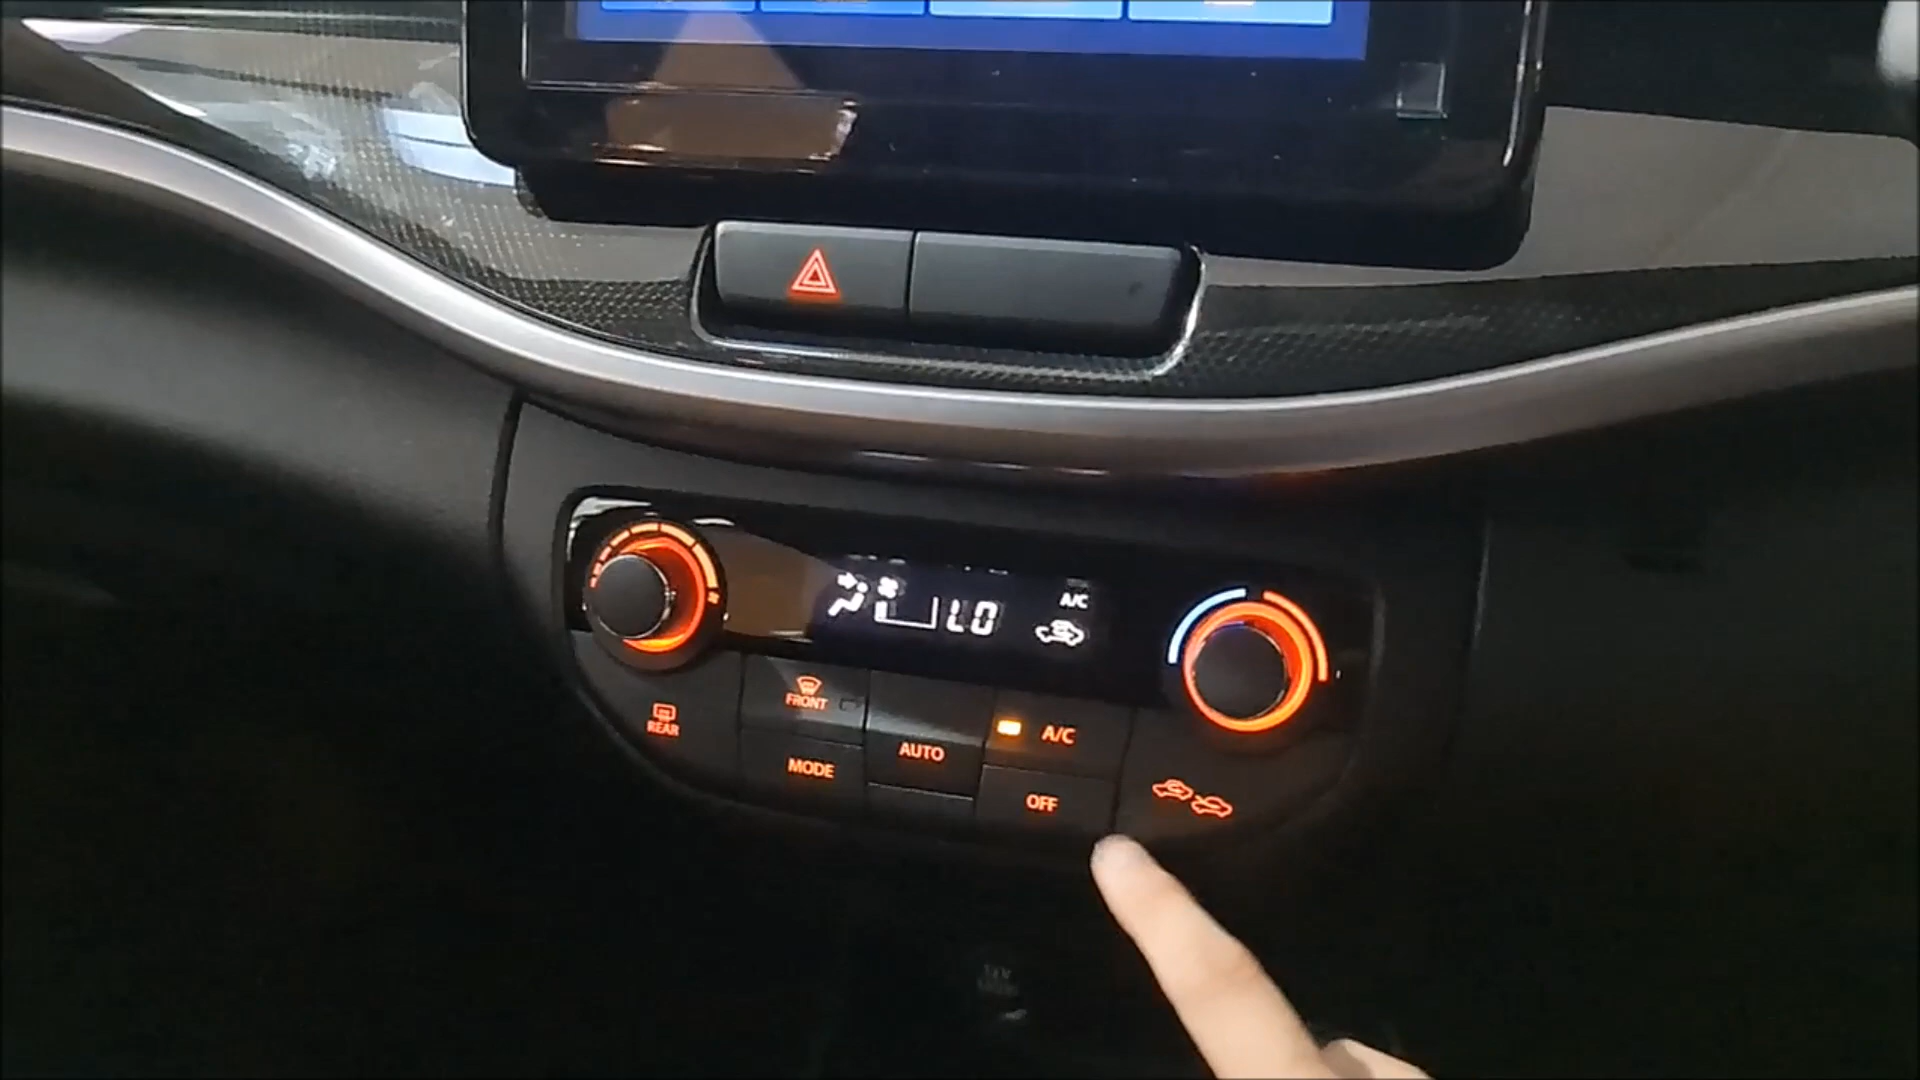 LO
A/C
FRONT
REAR
A/C
AUTO
MODE
OFF